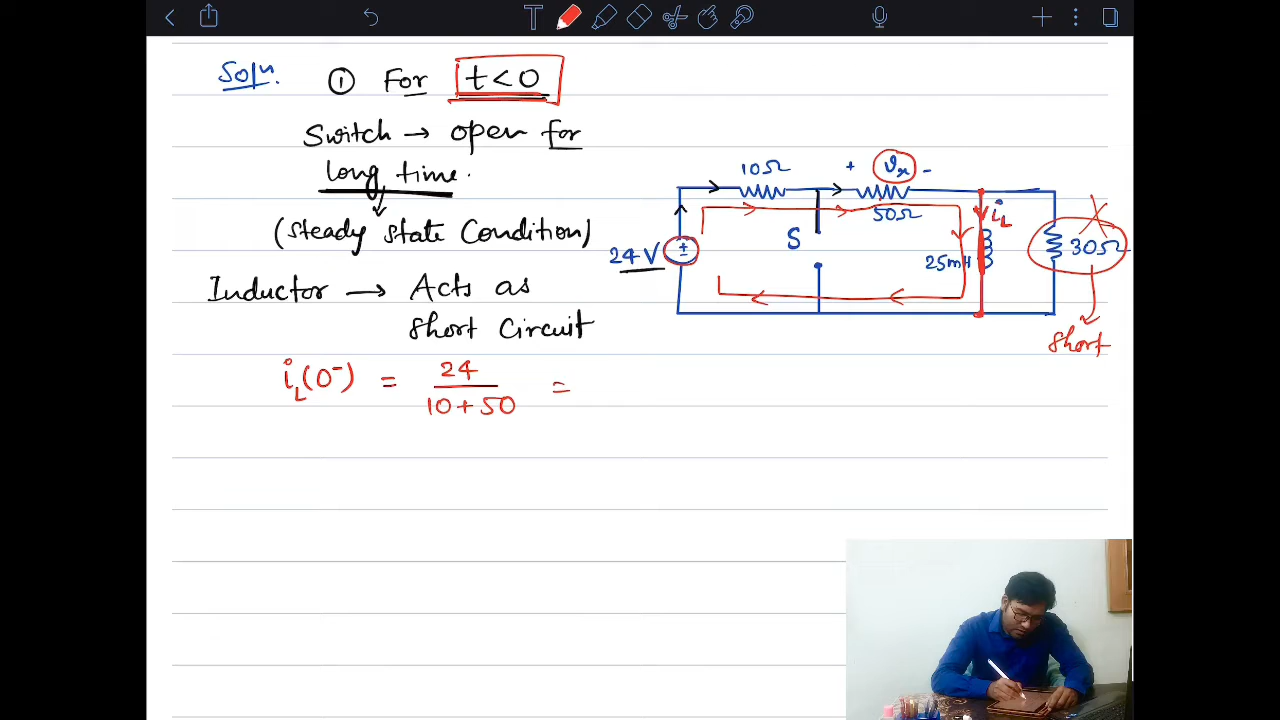 Soln. ① For t<0
Switch → open for
long time.
(Steady state Condition)
Inductor → Acts as
short Circuit
iL(0⁻) = 24/(10+50) =
10Ω + 𝑣x -
50Ω
24V + - S 25mH iL 30Ω
short